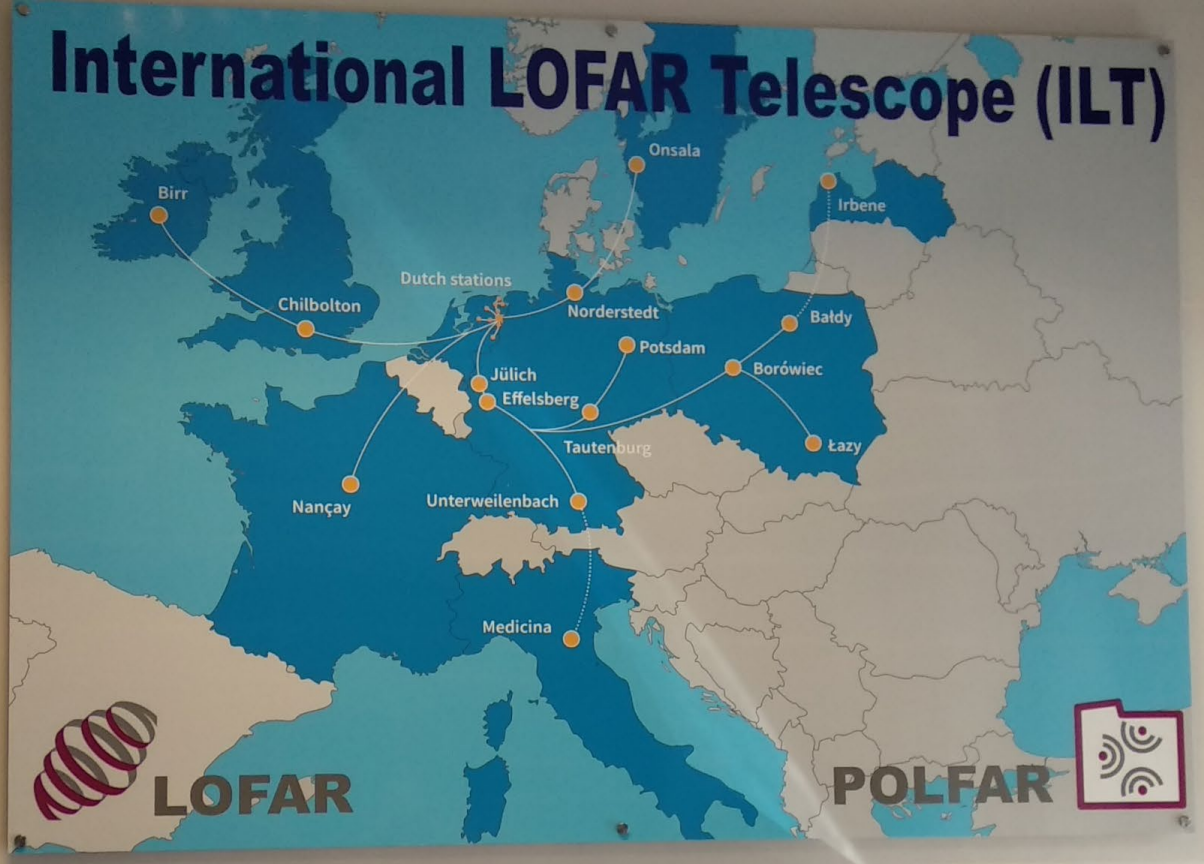 International LOFAR Telescope (ILT)
Onsala
Birr
Irbene
Dutch stations
Chilbolton
Norderstedt
Bałdy
Potsdam
Borówiec
Jülich
Effelsberg
Tautenburg
Łazy
Nançay
Unterweilenbach
Medicina
LOFAR
POLFAR